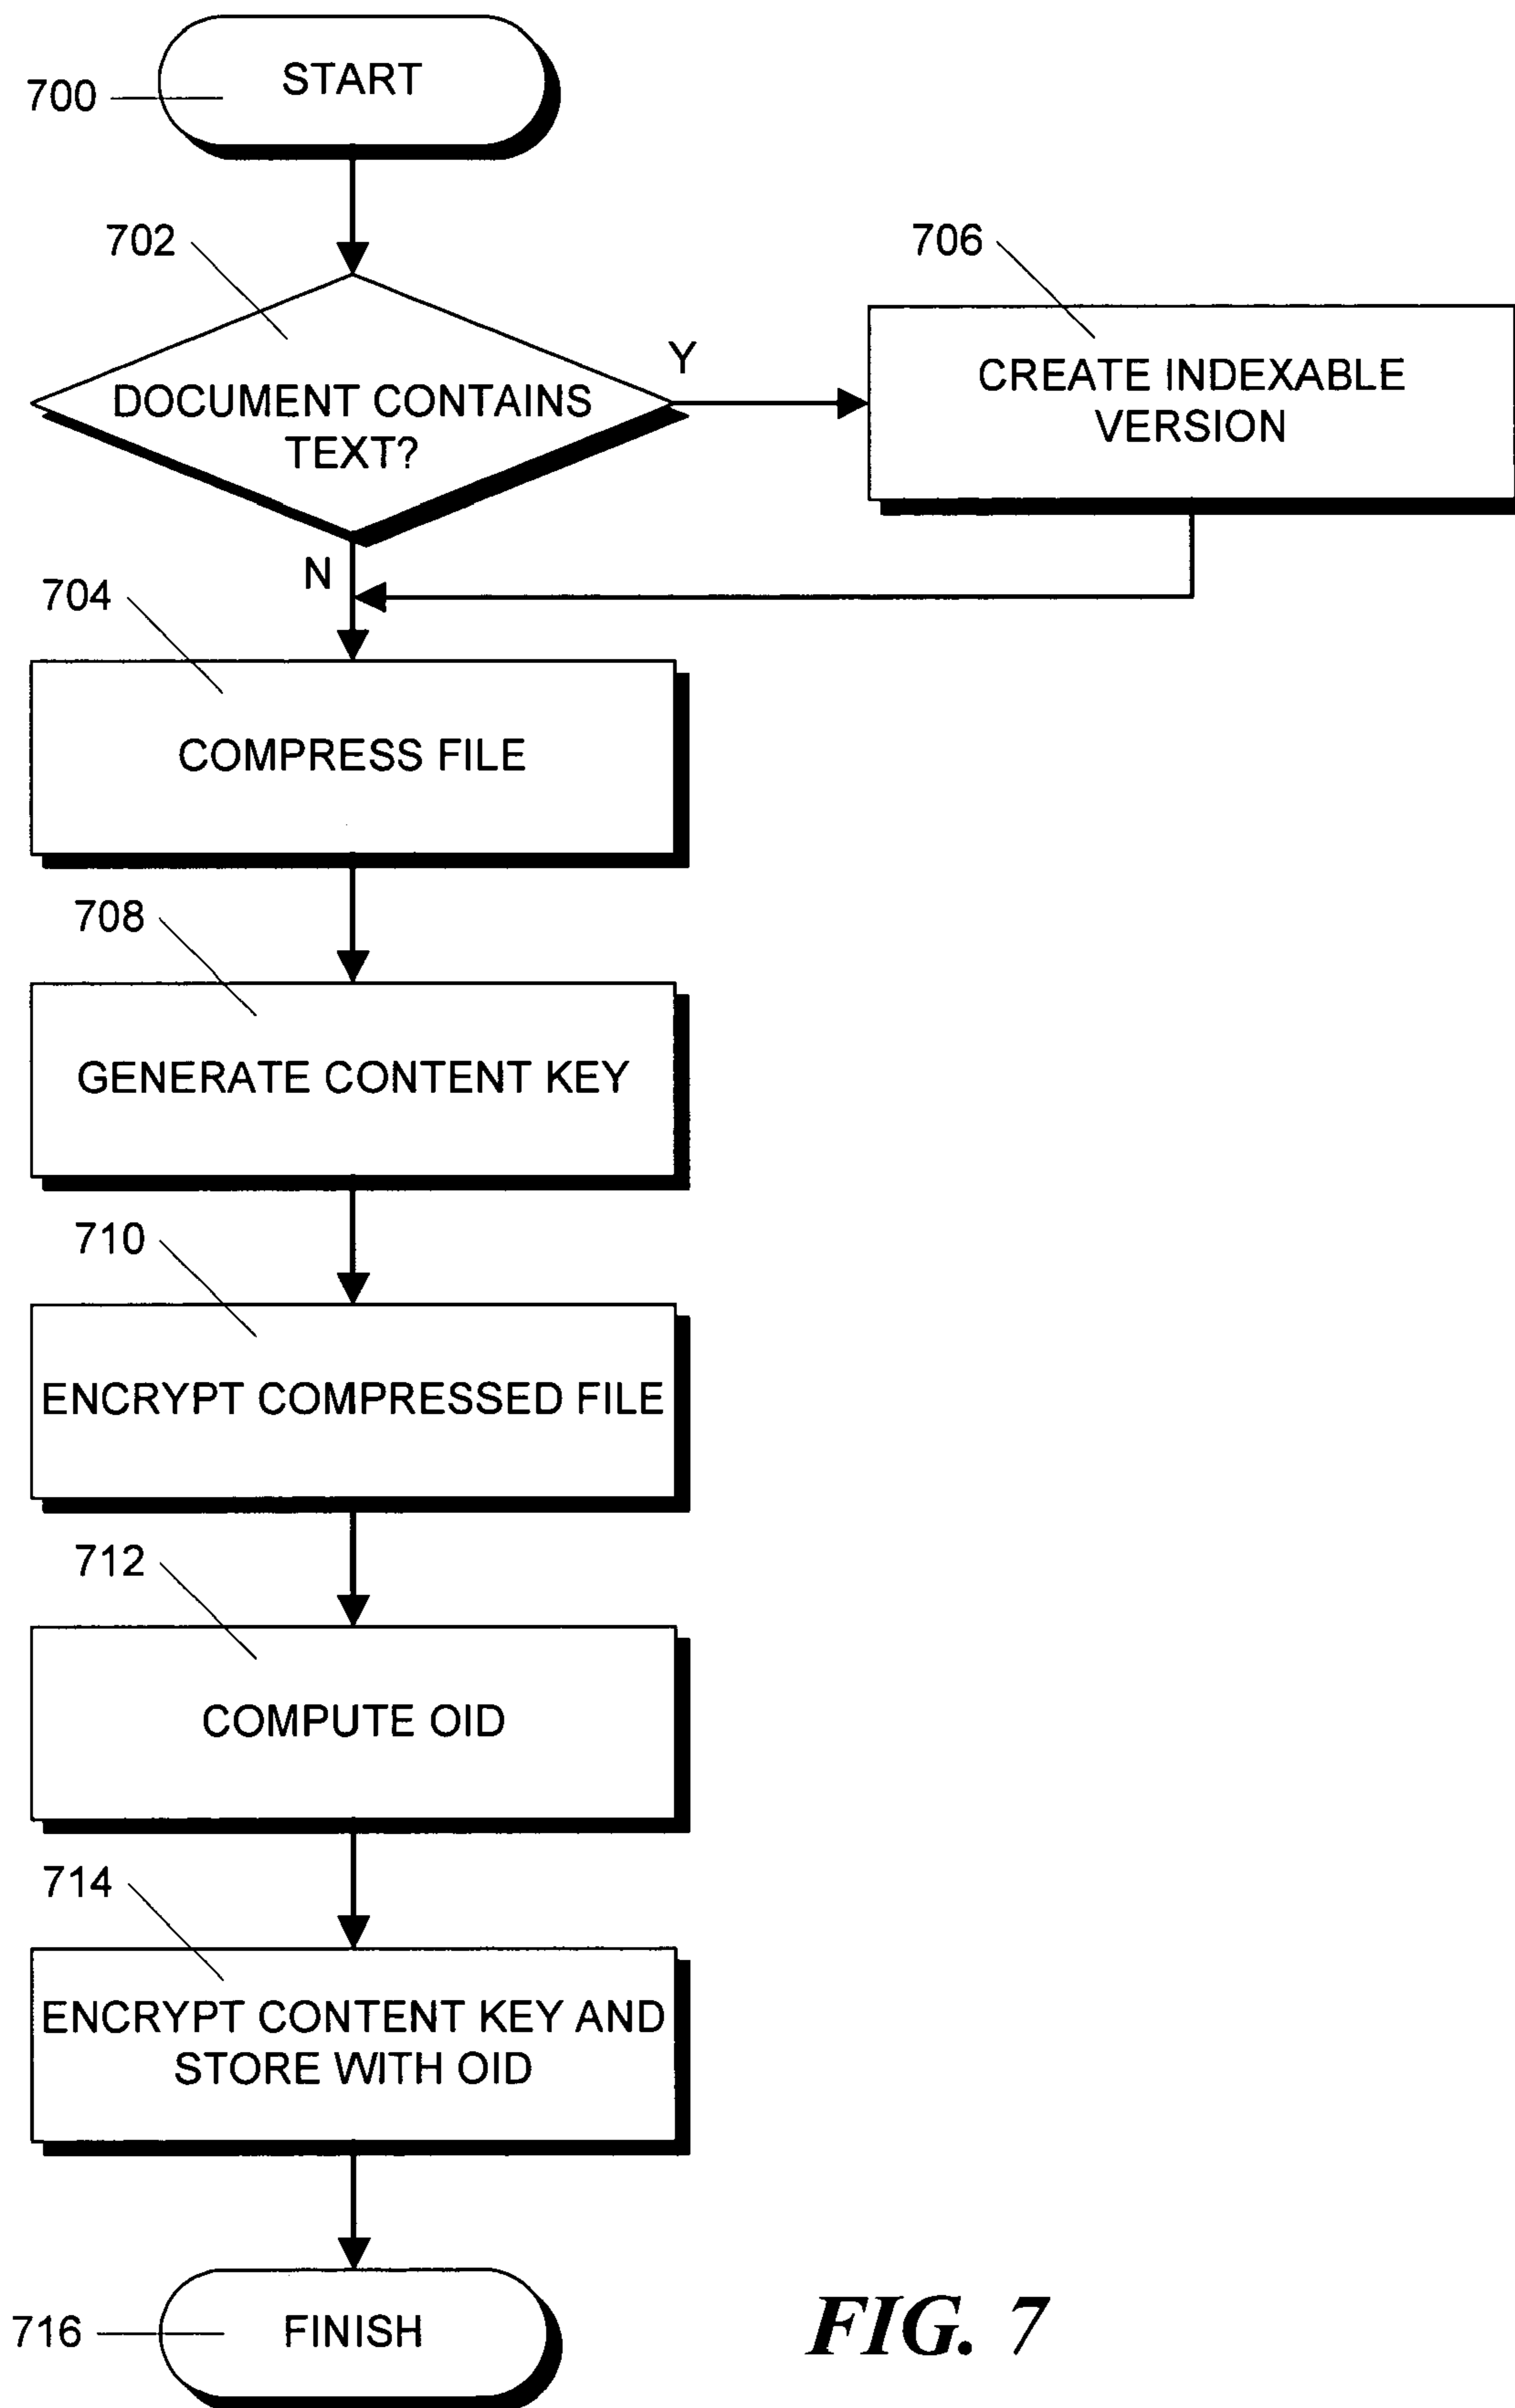 700
START
702
706
DOCUMENT CONTAINS
TEXT?
Y
CREATE INDEXABLE
VERSION
N
704
COMPRESS FILE
708
GENERATE CONTENT KEY
710
ENCRYPT COMPRESSED FILE
712
COMPUTE OID
714
ENCRYPT CONTENT KEY AND
STORE WITH OID
716
FINISH
FIG. 7